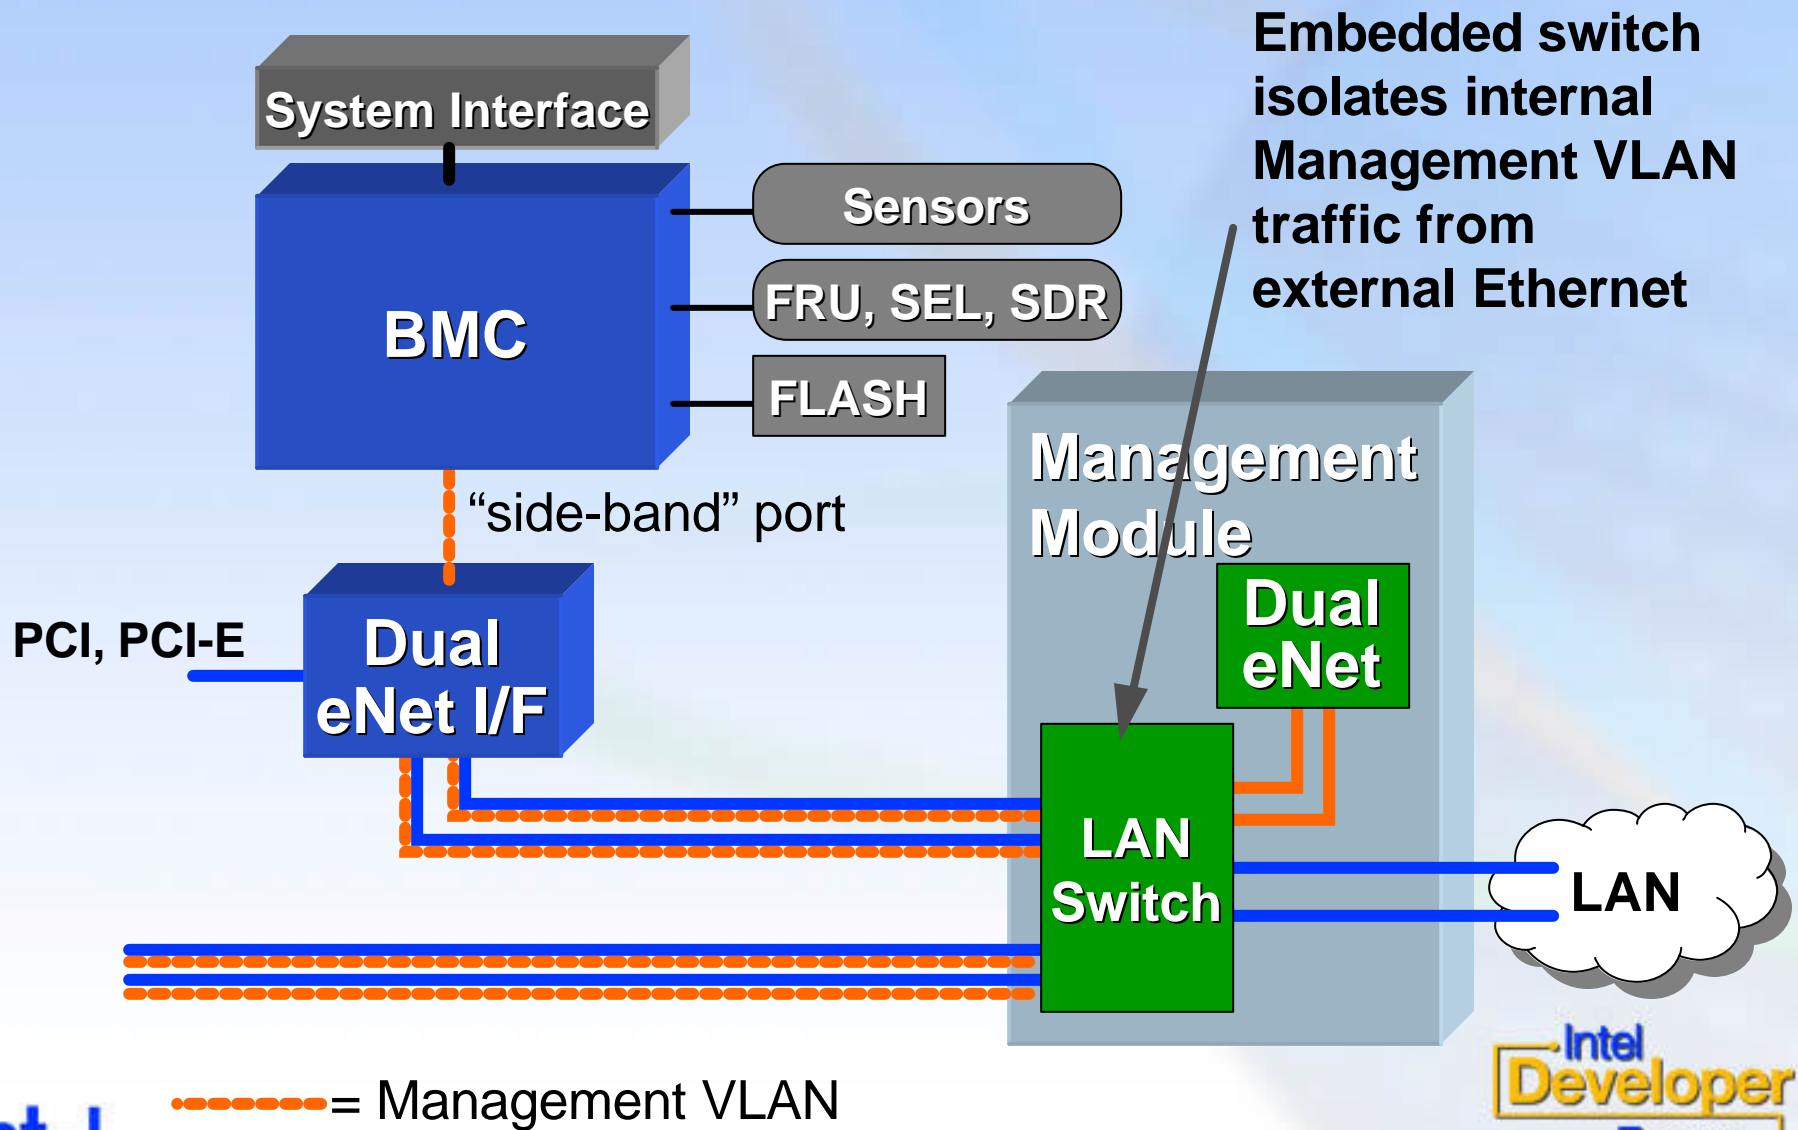 Embedded switch
isolates internal
Management VLAN
traffic from
external Ethernet
System Interface
BMC
Sensors
FRU, SEL, SDR
FLASH
“side-band” port
PCI, PCI-E
Dual
eNet I/F
Management
Module
Dual
eNet
LAN
Switch
LAN
= Management VLAN
Intel
Developer